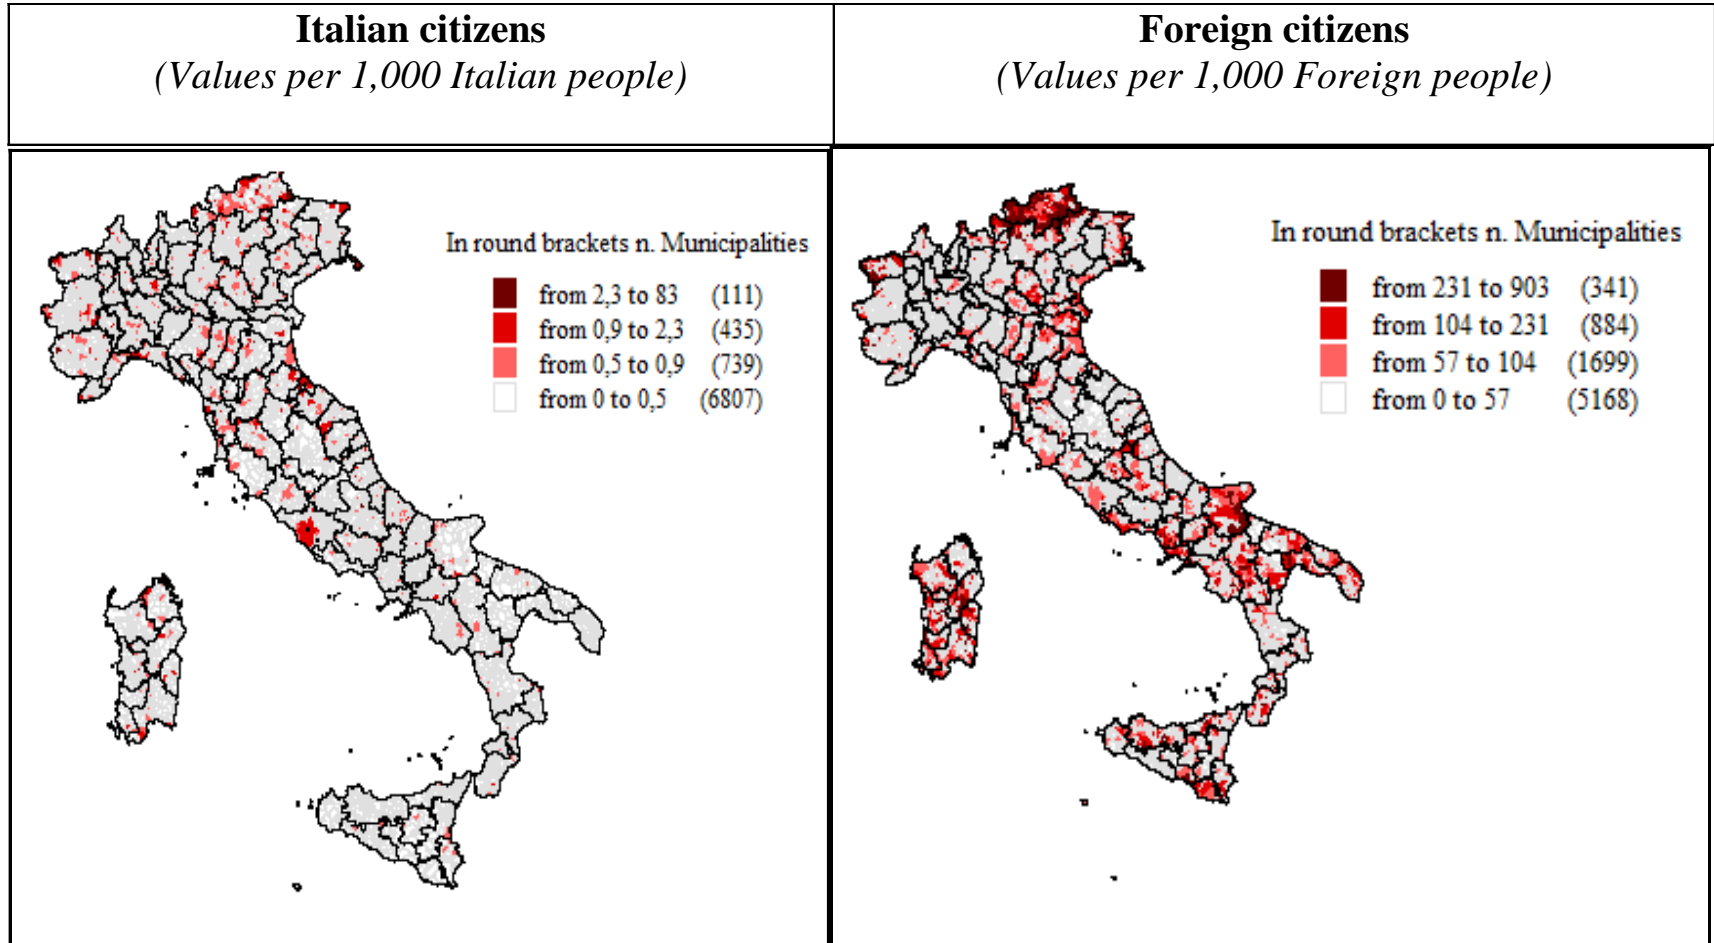 Italian citizens
(Values per 1,000 Italian people)
Foreign citizens
(Values per 1,000 Foreign people)
In round brackets n. Municipalities
from 2,3 to 83 (111)
from 0,9 to 2,3 (435)
from 0,5 to 0,9 (739)
from 0 to 0,5 (6807)
In round brackets n. Municipalities
from 231 to 903 (341)
from 104 to 231 (884)
from 57 to 104 (1699)
from 0 to 57 (5168)